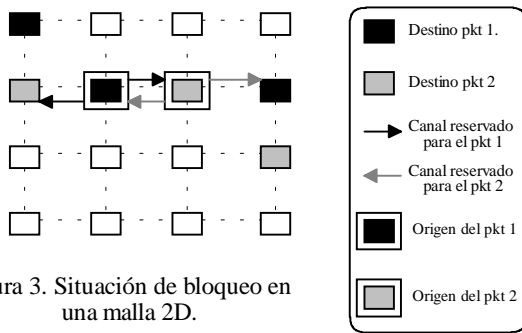 Destino pkt 1.
Destino pkt 2
Canal reservado
para el pkt 1
Canal reservado
para el pkt 2
Origen del pkt 1
Origen del pkt 2
ura 3. Situación de bloqueo en
una malla 2D.